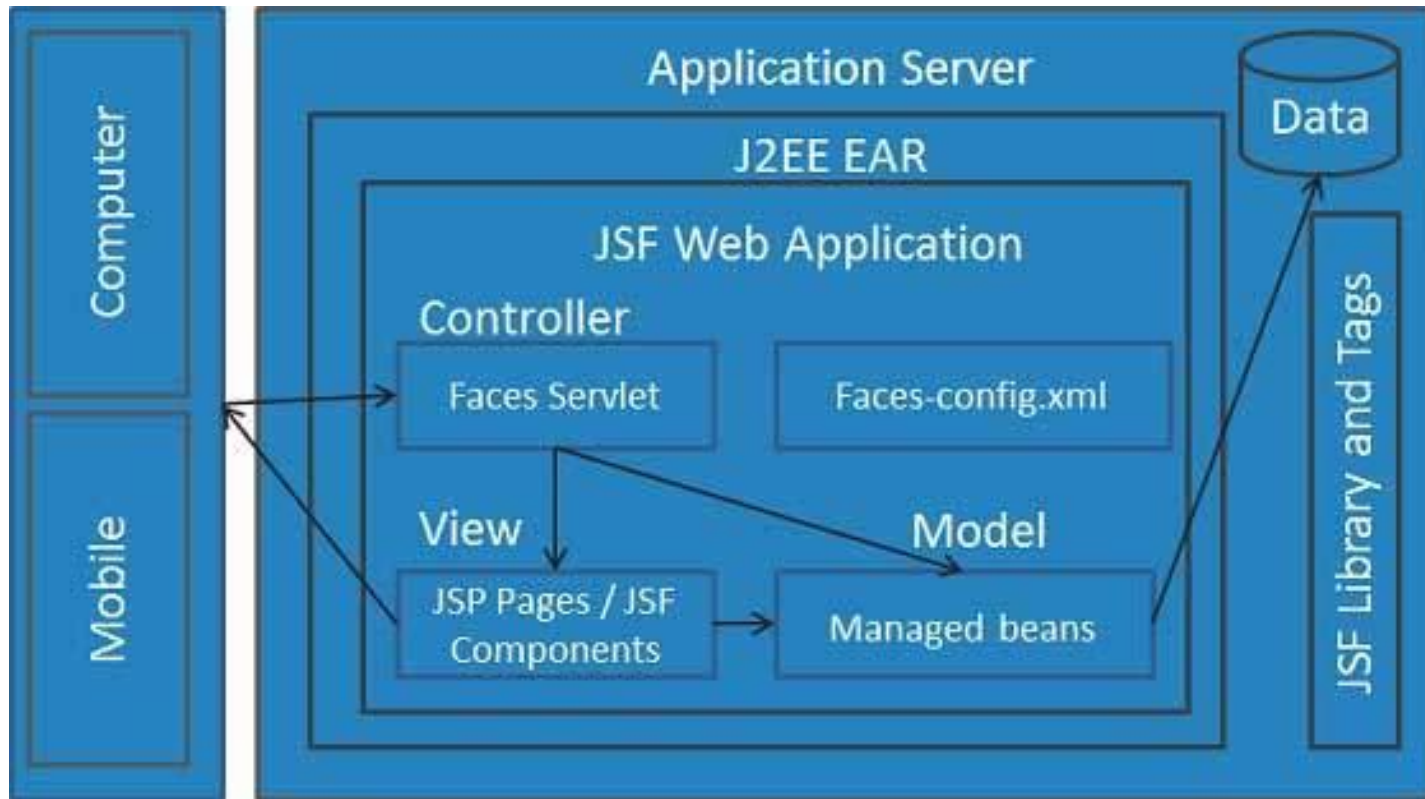 Computer
Mobile
Application Server
Data
J2EE EAR
JSF Web Application
Controller
Faces Servlet
Faces-config.xml
View
Model
JSP Pages / JSF
Components
Managed beans
JSF Library and Tags